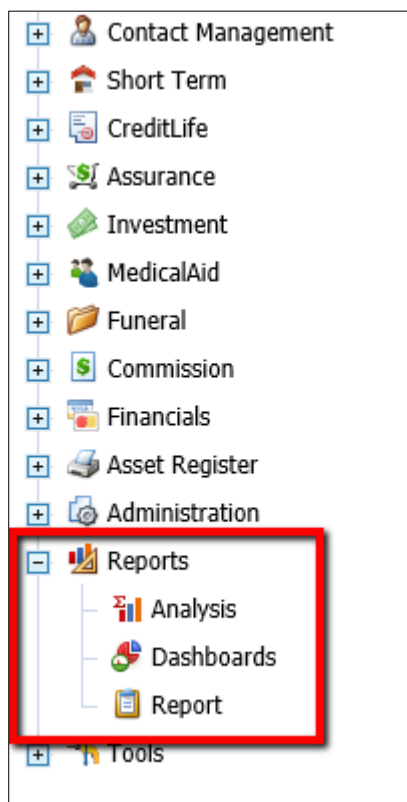 Contact Management
Short Term
CreditLife
Assurance
Investment
MedicalAid
Funeral
Commission
Financials
Asset Register
Administration
Reports
Analysis
Dashboards
Report
Tools